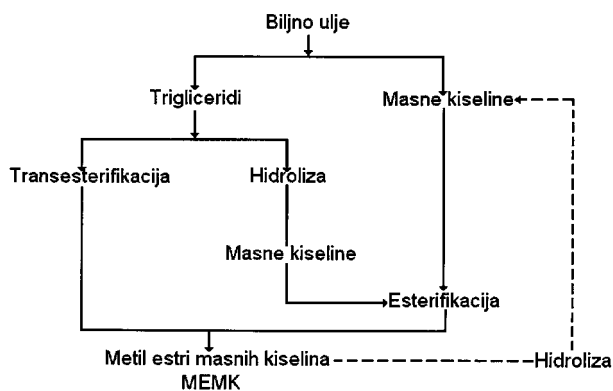 Biljno ulje
Trigliceridi
Masne kiseline
Transesterifikacija
Hidroliza
Masne kiseline
Esterifikacija
Metil estri masnih kiselina
MEMK
Hidroliza